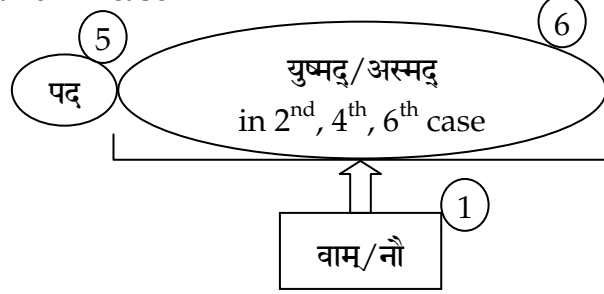 5
6
पद
युष्मद्/अस्मद्
in 2nd, 4th, 6th case
1
वाम्/नौ